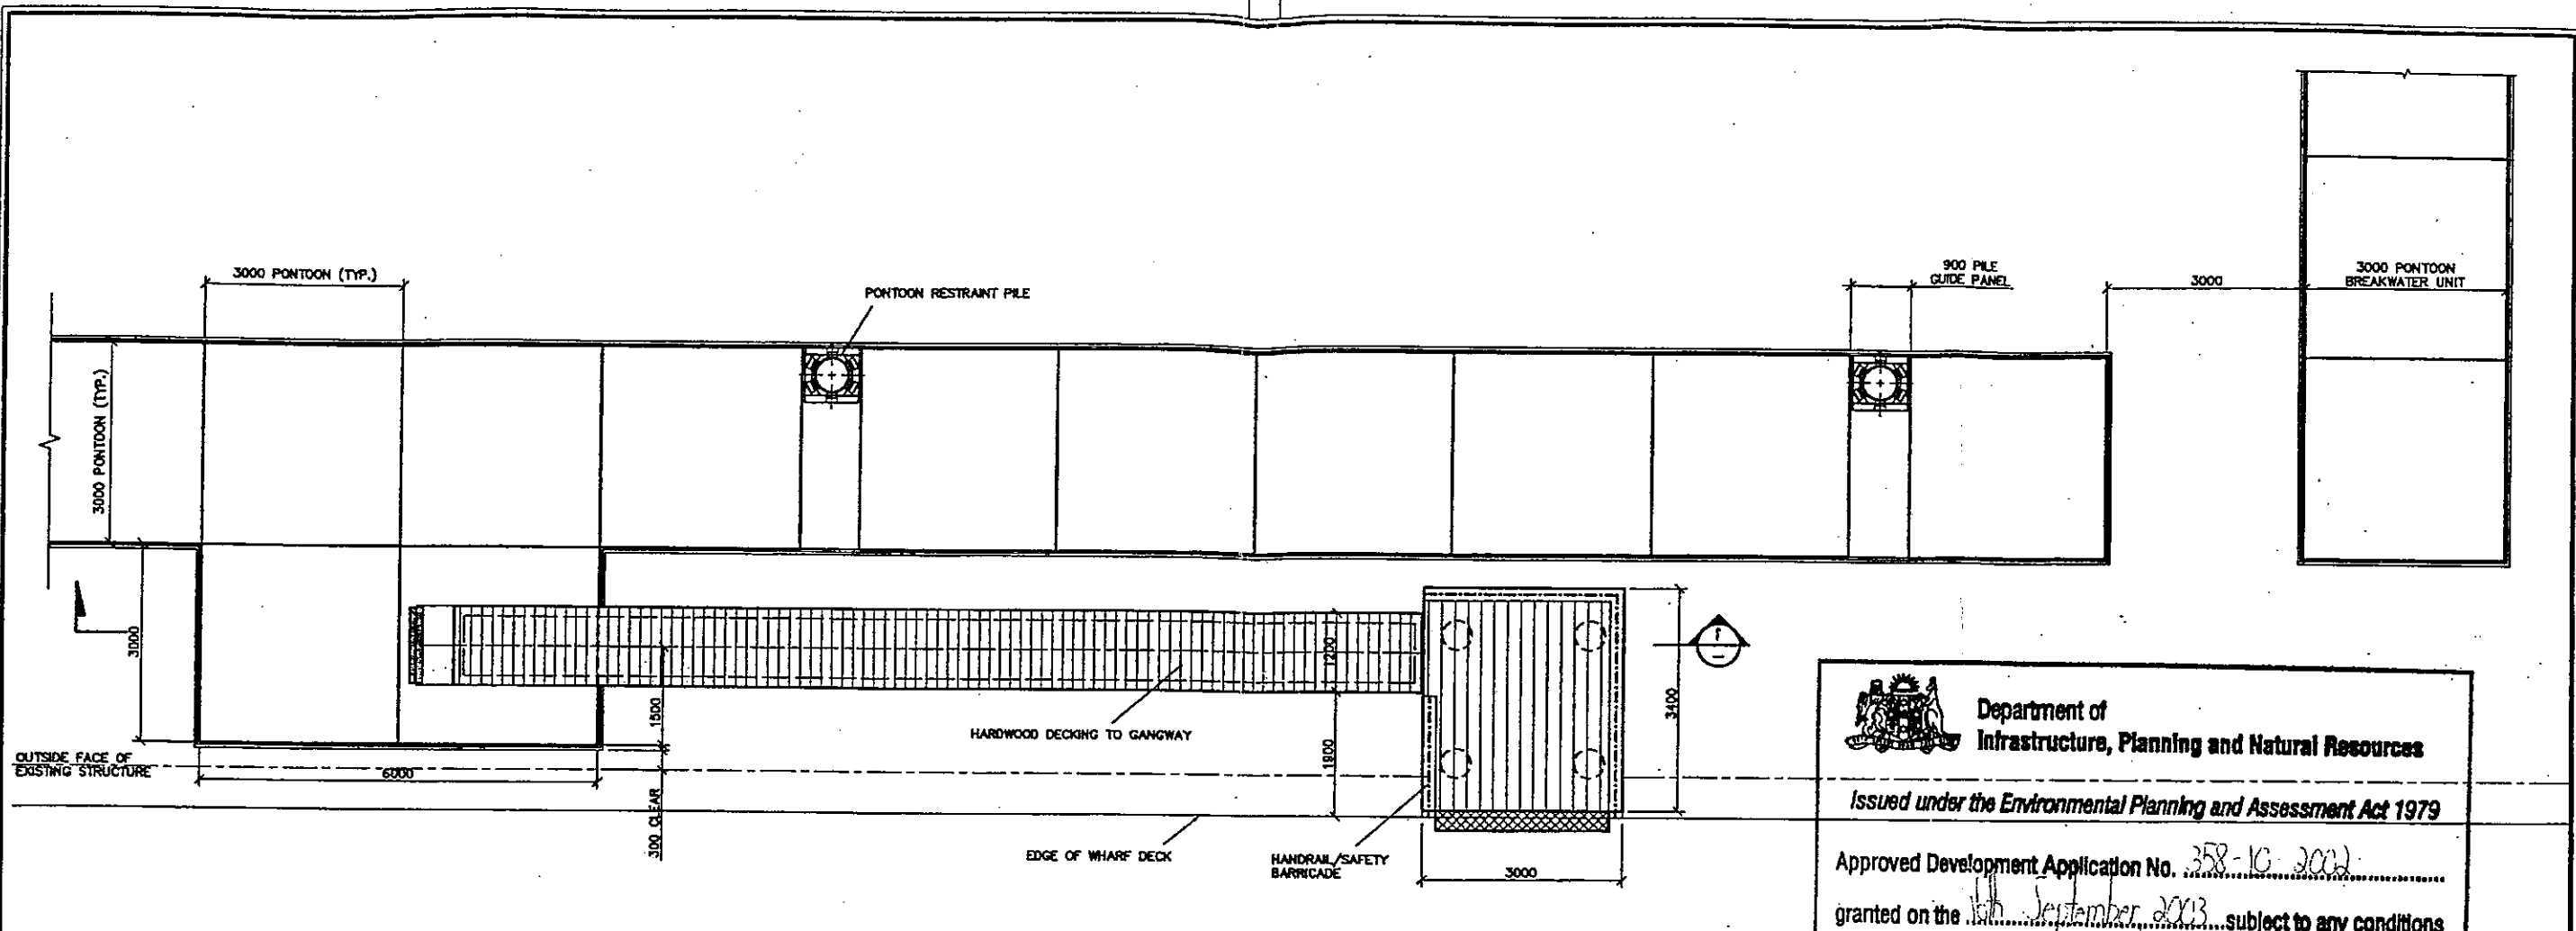 3000 PONTOON (TYP.)
PONTOON RESTRAINT PILE
900 PILE
GUIDE PANEL
3000
3000 PONTOON
BREAKWATER UNIT
3000 PONTOON (TYP.)
3000
1500
1200
1900
3400
HARDWOOD DECKING TO GANGWAY
OUTSIDE FACE OF
EXISTING STRUCTURE
6000
300 CLEAR
EDGE OF WHARF DECK
HANDRAIL/SAFETY
BARRICADE
3000
1
Department of
Infrastructure, Planning and Natural Resources
Issued under the Environmental Planning and Assessment Act 1979
Approved Development Application No. 358-10-2002
granted on the September 2003 subject to any conditions